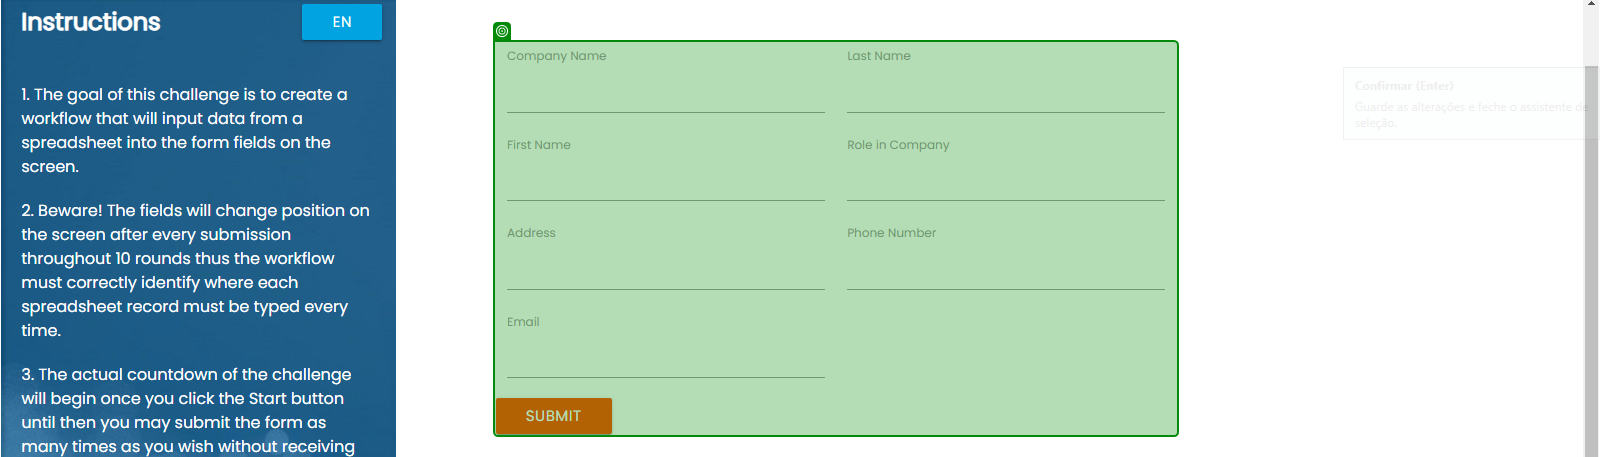 Instructions
EN
1. The goal of this challenge is to create a
workflow that will input data from a
spreadsheet into the form fields on the
screen.
2. Beware! The fields will change position on
the screen after every submission
throughout 10 rounds thus the workflow
must correctly identify where each
spreadsheet record must be typed every
time.
3. The actual countdown of the challenge
will begin once you click the Start button
until then you may submit the form as
many times as you wish without receiving
Company Name
Last Name
First Name
Role in Company
Address
Phone Number
Email
SUBMIT
Confirmar (Enter)
Guarde as alterações e feche o assistente de
seleção.